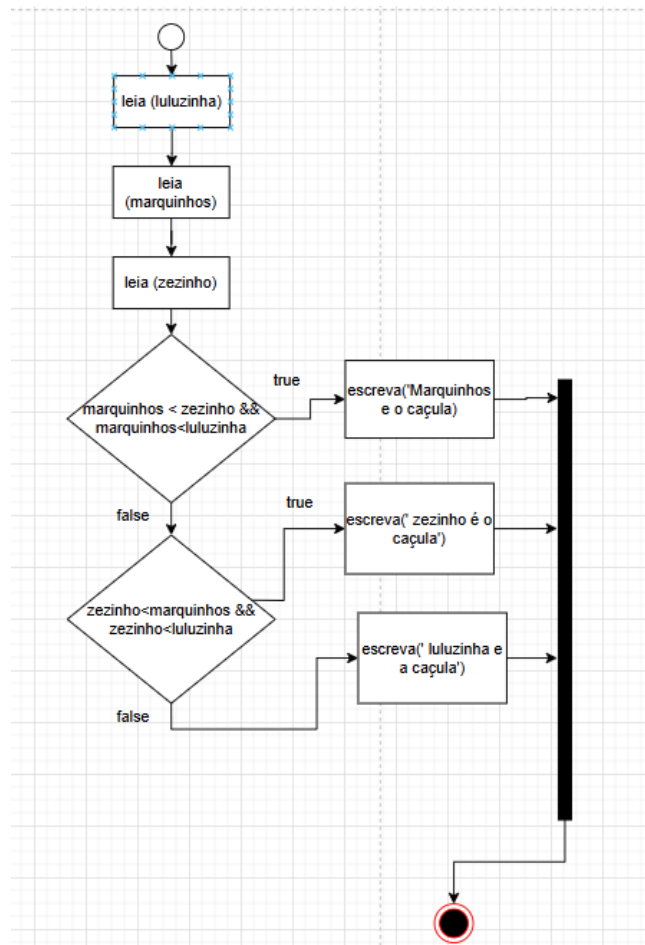 leia (luluzinha)
leia
(marquinhos)
leia (zezinho)
marquinhos < zezinho &&
marquinhos<luluzinha
true
escreva('Marquinhos
e o caçula)
false
true
escreva(' zezinho é o
caçula')
zezinho<marquinhos &&
zezinho<luluzinha
escreva(' luluzinha e
a caçula')
false